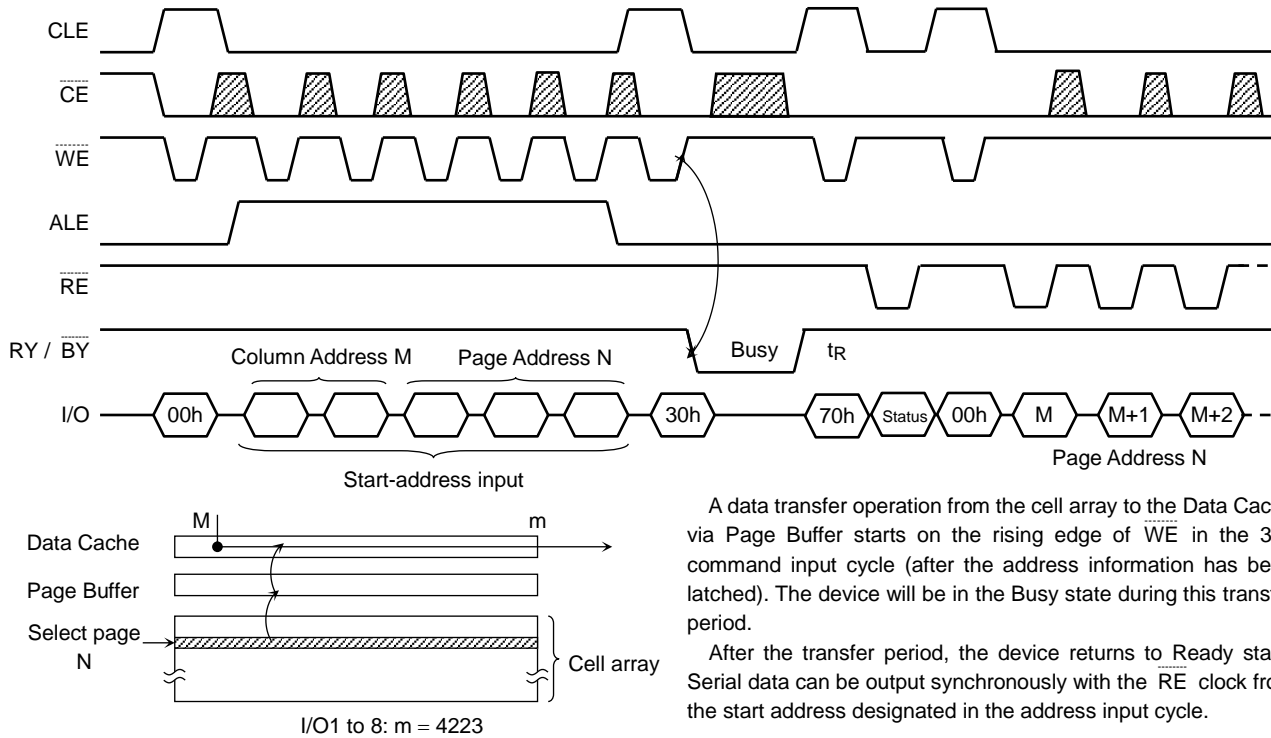 CLE
CE
WE
ALE
RE
RY / BY
Busy
tR
Column Address M
Page Address N
I/O
00h
30h
70h
Status
00h
M
M+1
M+2
Start-address input
Page Address N
M
m
Data Cache
Page Buffer
Select page
N
Cell array
I/O1 to 8: m = 4223
A data transfer operation from the cell array to the Data Cac
via Page Buffer starts on the rising edge of WE in the 3
command input cycle (after the address information has be
latched). The device will be in the Busy state during this transf
period.
After the transfer period, the device returns to Ready sta
Serial data can be output synchronously with the RE clock fro
the start address designated in the address input cycle.